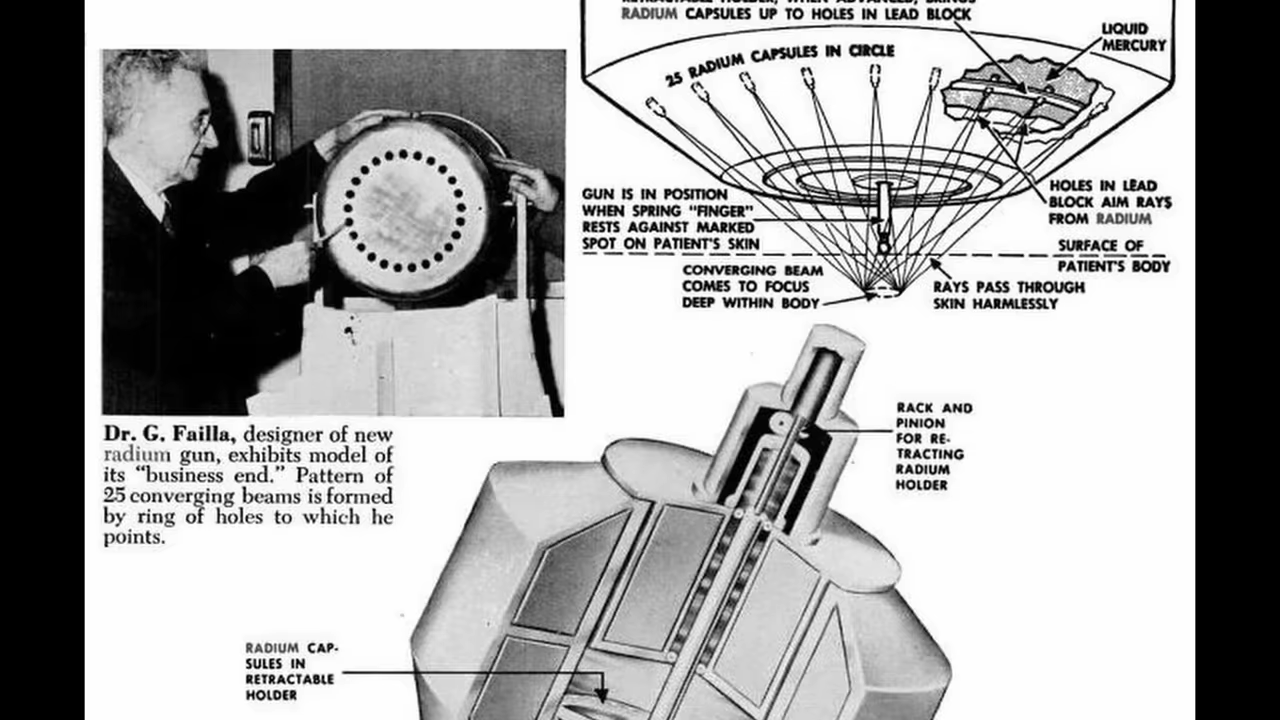 RETRACTABLE HOLDER, WHEN ADVANCED, BRINGS
RADIUM CAPSULES UP TO HOLES IN LEAD BLOCK
LIQUID
MERCURY
25 RADIUM CAPSULES IN CIRCLE
GUN IS IN POSITION
WHEN SPRING "FINGER"
RESTS AGAINST MARKED
SPOT ON PATIENT'S SKIN
HOLES IN LEAD
BLOCK AIM RAYS
FROM RADIUM
SURFACE OF
PATIENT'S BODY
CONVERGING BEAM
COMES TO FOCUS
DEEP WITHIN BODY
RAYS PASS THROUGH
SKIN HARMLESSLY
RACK AND
PINION
FOR RE-
TRACTING
RADIUM
HOLDER
Dr. G. Failla, designer of new
radium gun, exhibits model of
its "business end." Pattern of
25 converging beams is formed
by ring of holes to which he
points.
RADIUM CAP-
SULES IN
RETRACTABLE
HOLDER